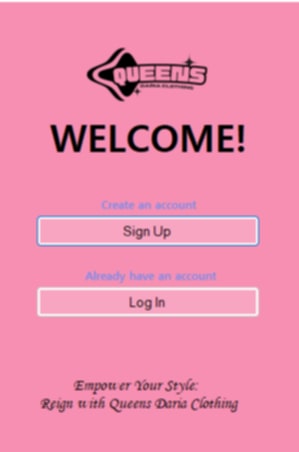 QUEENS
DARIA CLOTHING
WELCOME!
Create an account
Sign Up
Already have an account
Log In
Empower Your Style:
Reign with Queens Daria Clothing